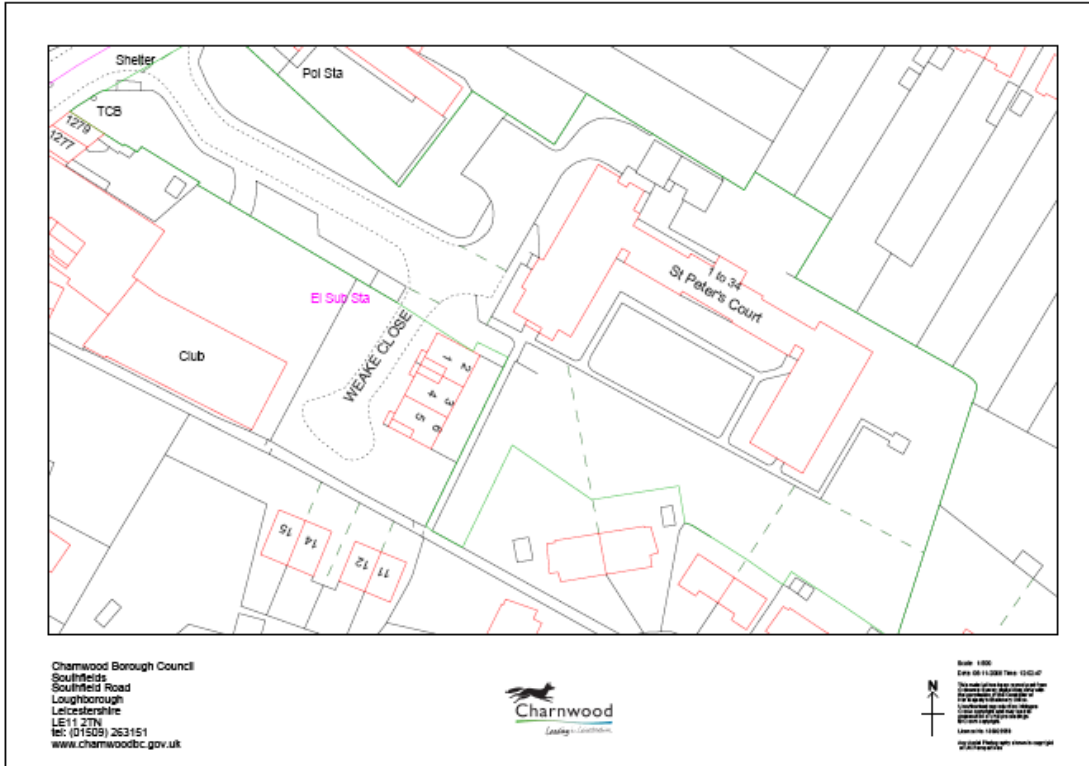 Shelter
Pol Sta
TCB
1279
1277
1 to 34
St Peter's Court
El Sub Sta
WEAKE CLOSE
Club
1
2
4
3
5
6
15
14
12
11
Charnwood Borough Council
Southfields
Southfield Road
Loughborough
Leicestershire
LE11 2TN
tel: (01509) 263151
www.charnwoodbc.gov.uk
Charnwood
N